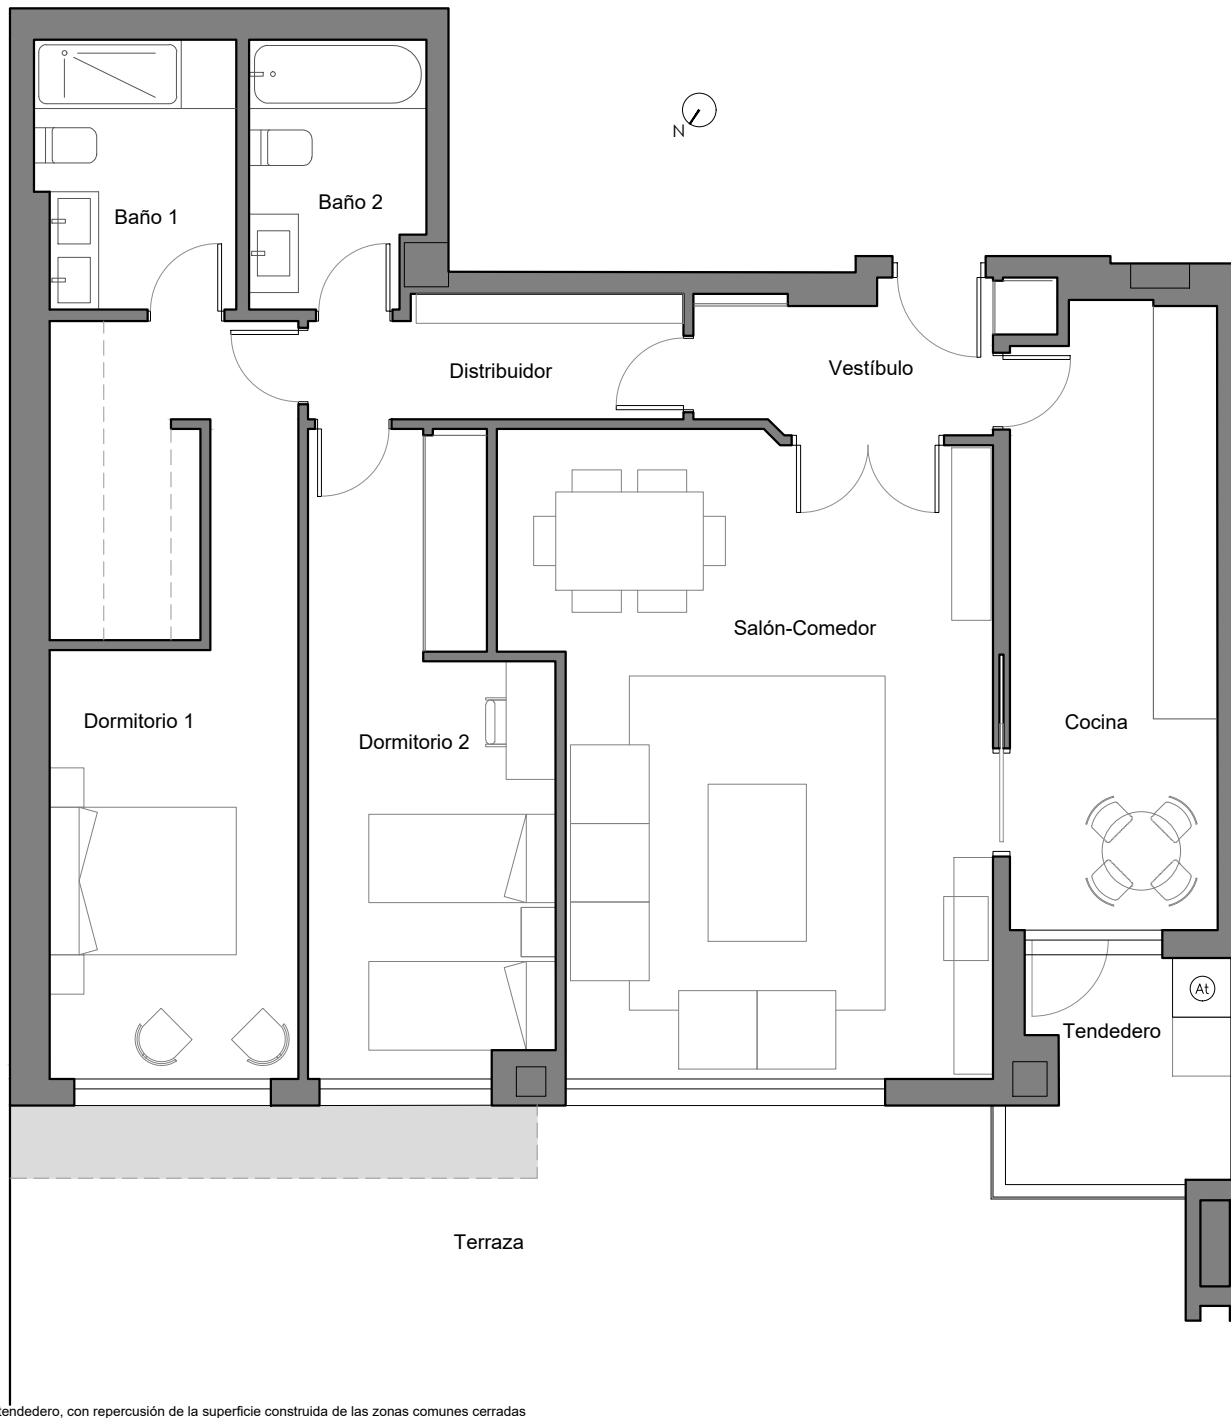 N
Baño 1
Baño 2
Distribuidor
Vestíbulo
Salón-Comedor
Dormitorio 1
Dormitorio 2
Cocina
At
Tendedero
Terraza
tendedero, con repercusión de la superficie construida de las zonas comunes cerradas